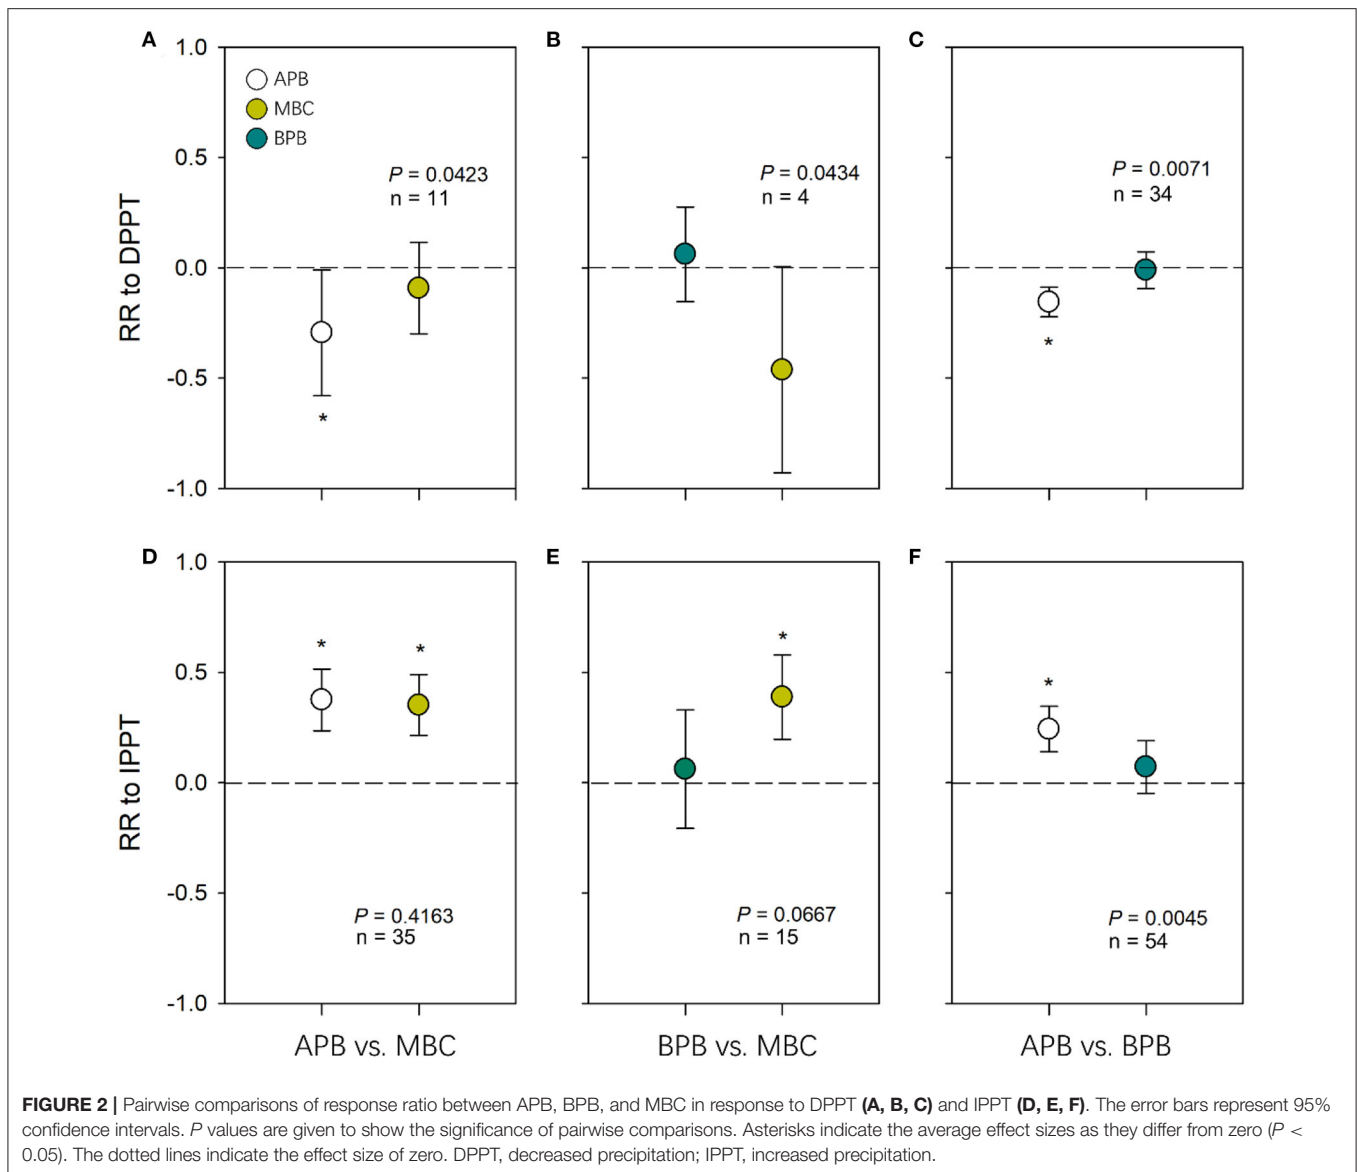 A
B
C
1.0
0.5
0.0
-0.5
-1.0
RR to DPPT
APB
MBC
BPB
P = 0.0423
n = 11
*
P = 0.0434
n = 4
P = 0.0071
n = 34
*
D
E
F
1.0
0.5
0.0
-0.5
-1.0
RR to IPPT
*
*
P = 0.4163
n = 35
*
P = 0.0667
n = 15
*
P = 0.0045
n = 54
APB vs. MBC
BPB vs. MBC
APB vs. BPB
FIGURE 2 | Pairwise comparisons of response ratio between APB, BPB, and MBC in response to DPPT (A, B, C) and IPPT (D, E, F). The error bars represent 95%
confidence intervals. P values are given to show the significance of pairwise comparisons. Asterisks indicate the average effect sizes as they differ from zero (P <
0.05). The dotted lines indicate the effect size of zero. DPPT, decreased precipitation; IPPT, increased precipitation.